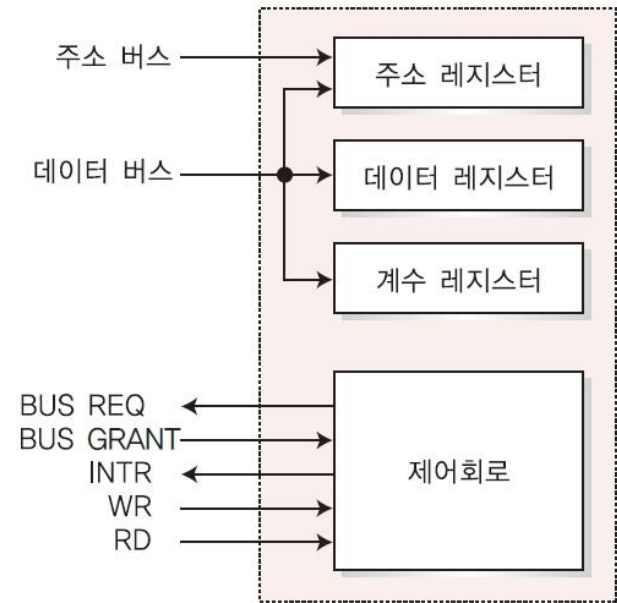 주소 버스
주소 레지스터
데이터 버스
데이터 레지스터
계수 레지스터
BUS REQ
BUS GRANT
INTR
WR
RD
제어회로